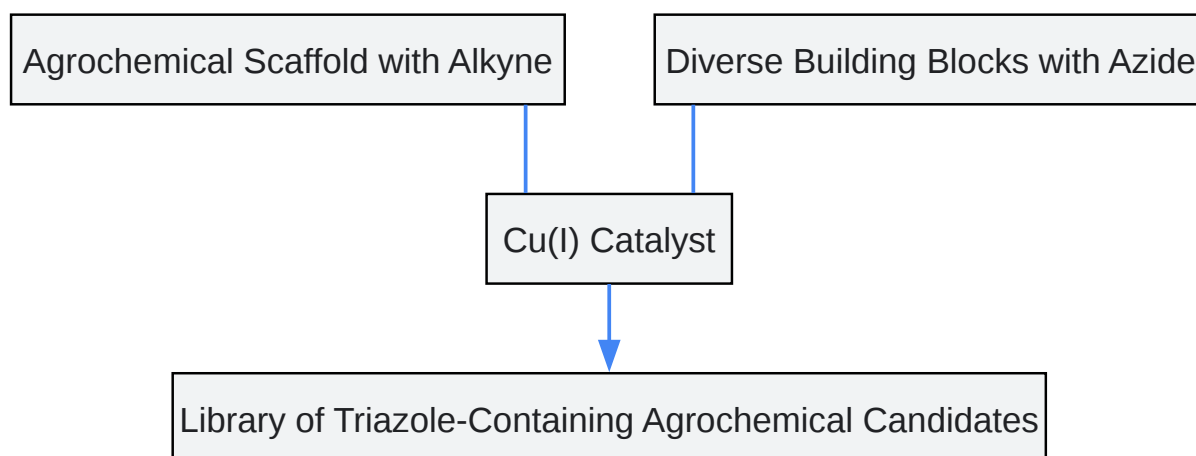 Agrochemical Scaffold with Alkyne
Diverse Building Blocks with Azide
Cu(I) Catalyst
Library of Triazole-Containing Agrochemical Candidates